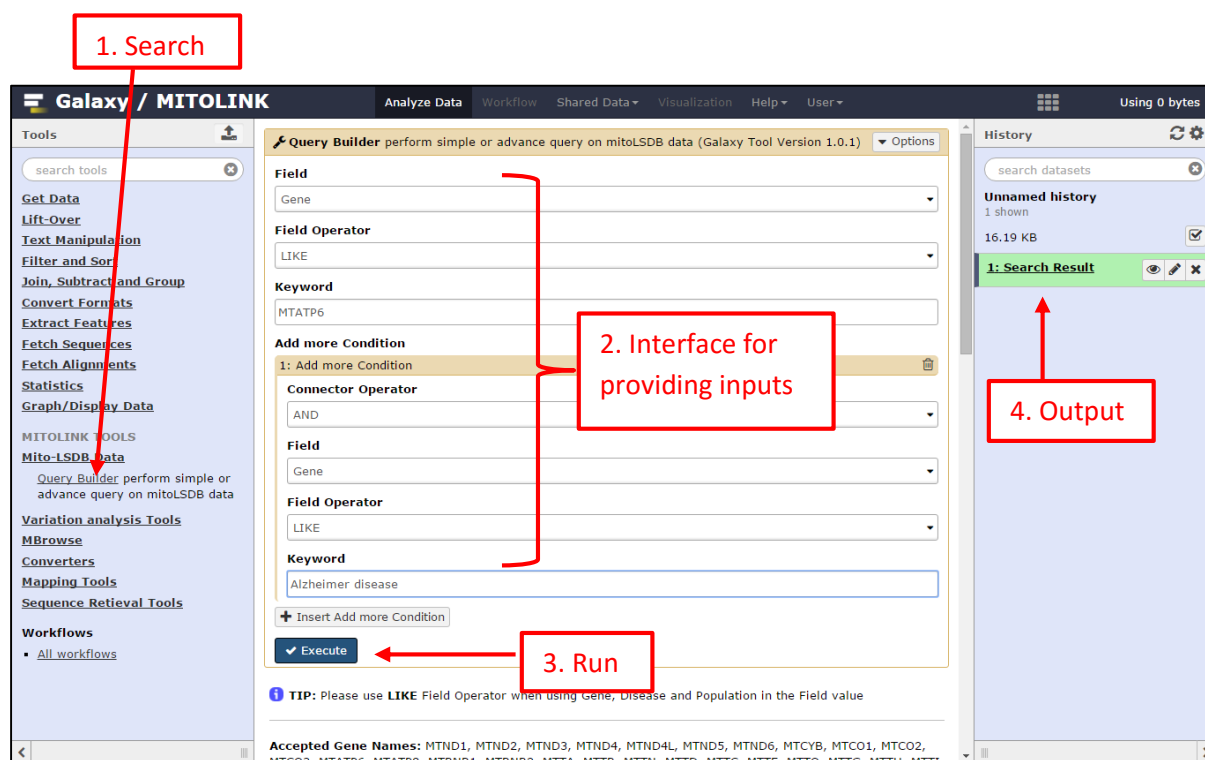 1. Search
Galaxy / MITOLINK
Analyze Data Workflow Shared Data Visualization Help User
Using 0 bytes
Tools
search tools
Get Data
Lift-Over
Text Manipulation
Filter and Sort
Join, Subtract and Group
Convert Formats
Extract Features
Fetch Sequences
Fetch Alignments
Statistics
Graph/Display Data
MITOLINK TOOLS
Mito-LSDB Data
Query Builder perform simple or
advance query on mitoLSDB data
Variation analysis Tools
MBrowse
Converters
Mapping Tools
Sequence Retieval Tools
Workflows
All workflows
Query Builder perform simple or advance query on mitoLSDB data (Galaxy Tool Version 1.0.1)
Options
Field
Gene
Field Operator
LIKE
Keyword
MTATP6
Add more Condition
1: Add more Condition
Connector Operator
AND
Field
Gene
Field Operator
LIKE
Keyword
Alzheimer disease
Insert Add more Condition
Execute
2. Interface for
providing inputs
3. Run
TIP: Please use LIKE Field Operator when using Gene, Disease and Population in the Field value
Accepted Gene Names: MTND1, MTND2, MTND3, MTND4, MTND4L, MTND5, MTND6, MTCYB, MTCO1, MTCO2,
History
search datasets
Unnamed history
1 shown
16.19 KB
1: Search Result
4. Output